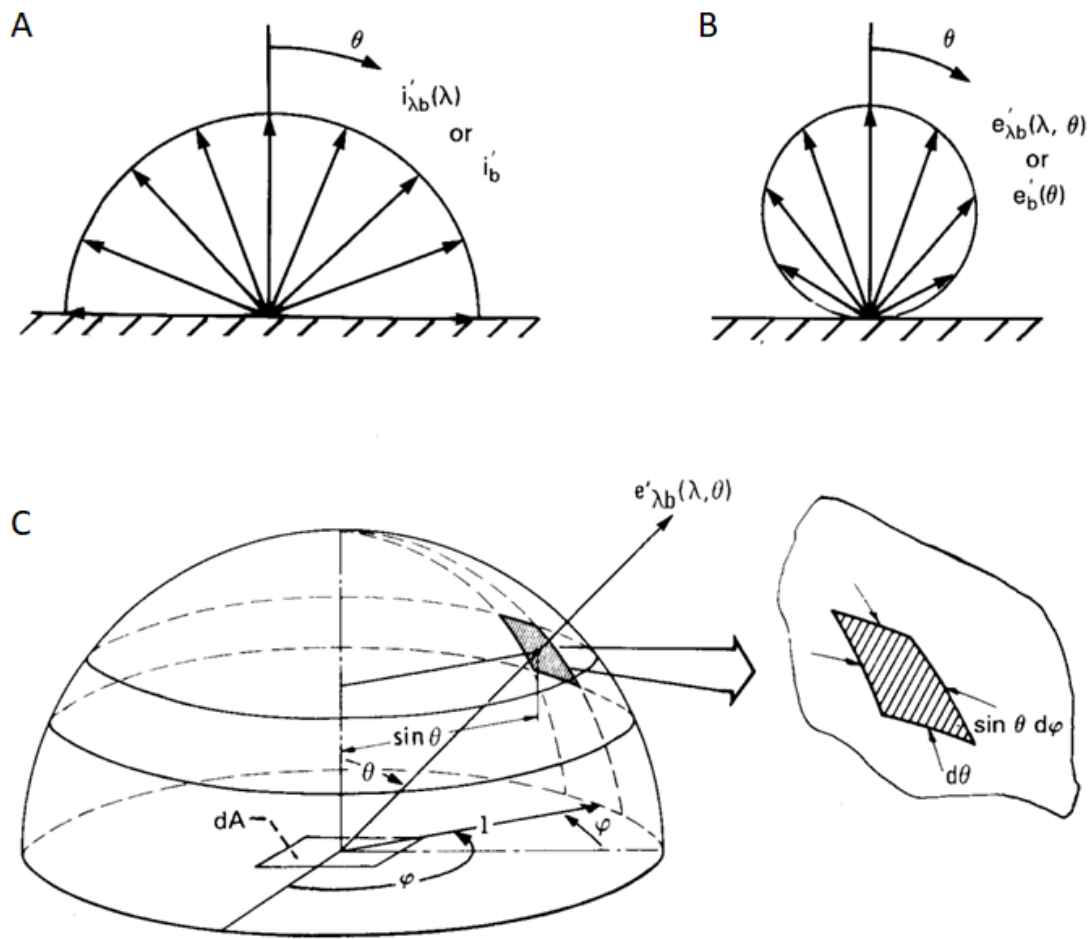 A
θ
i′λb(λ)
or
i′b
B
θ
e′λb(λ, θ)
or
e′b(θ)
C
e′λb(λ,θ)
sin θ
θ
dA
1
φ
φ
sin θ dφ
dθ